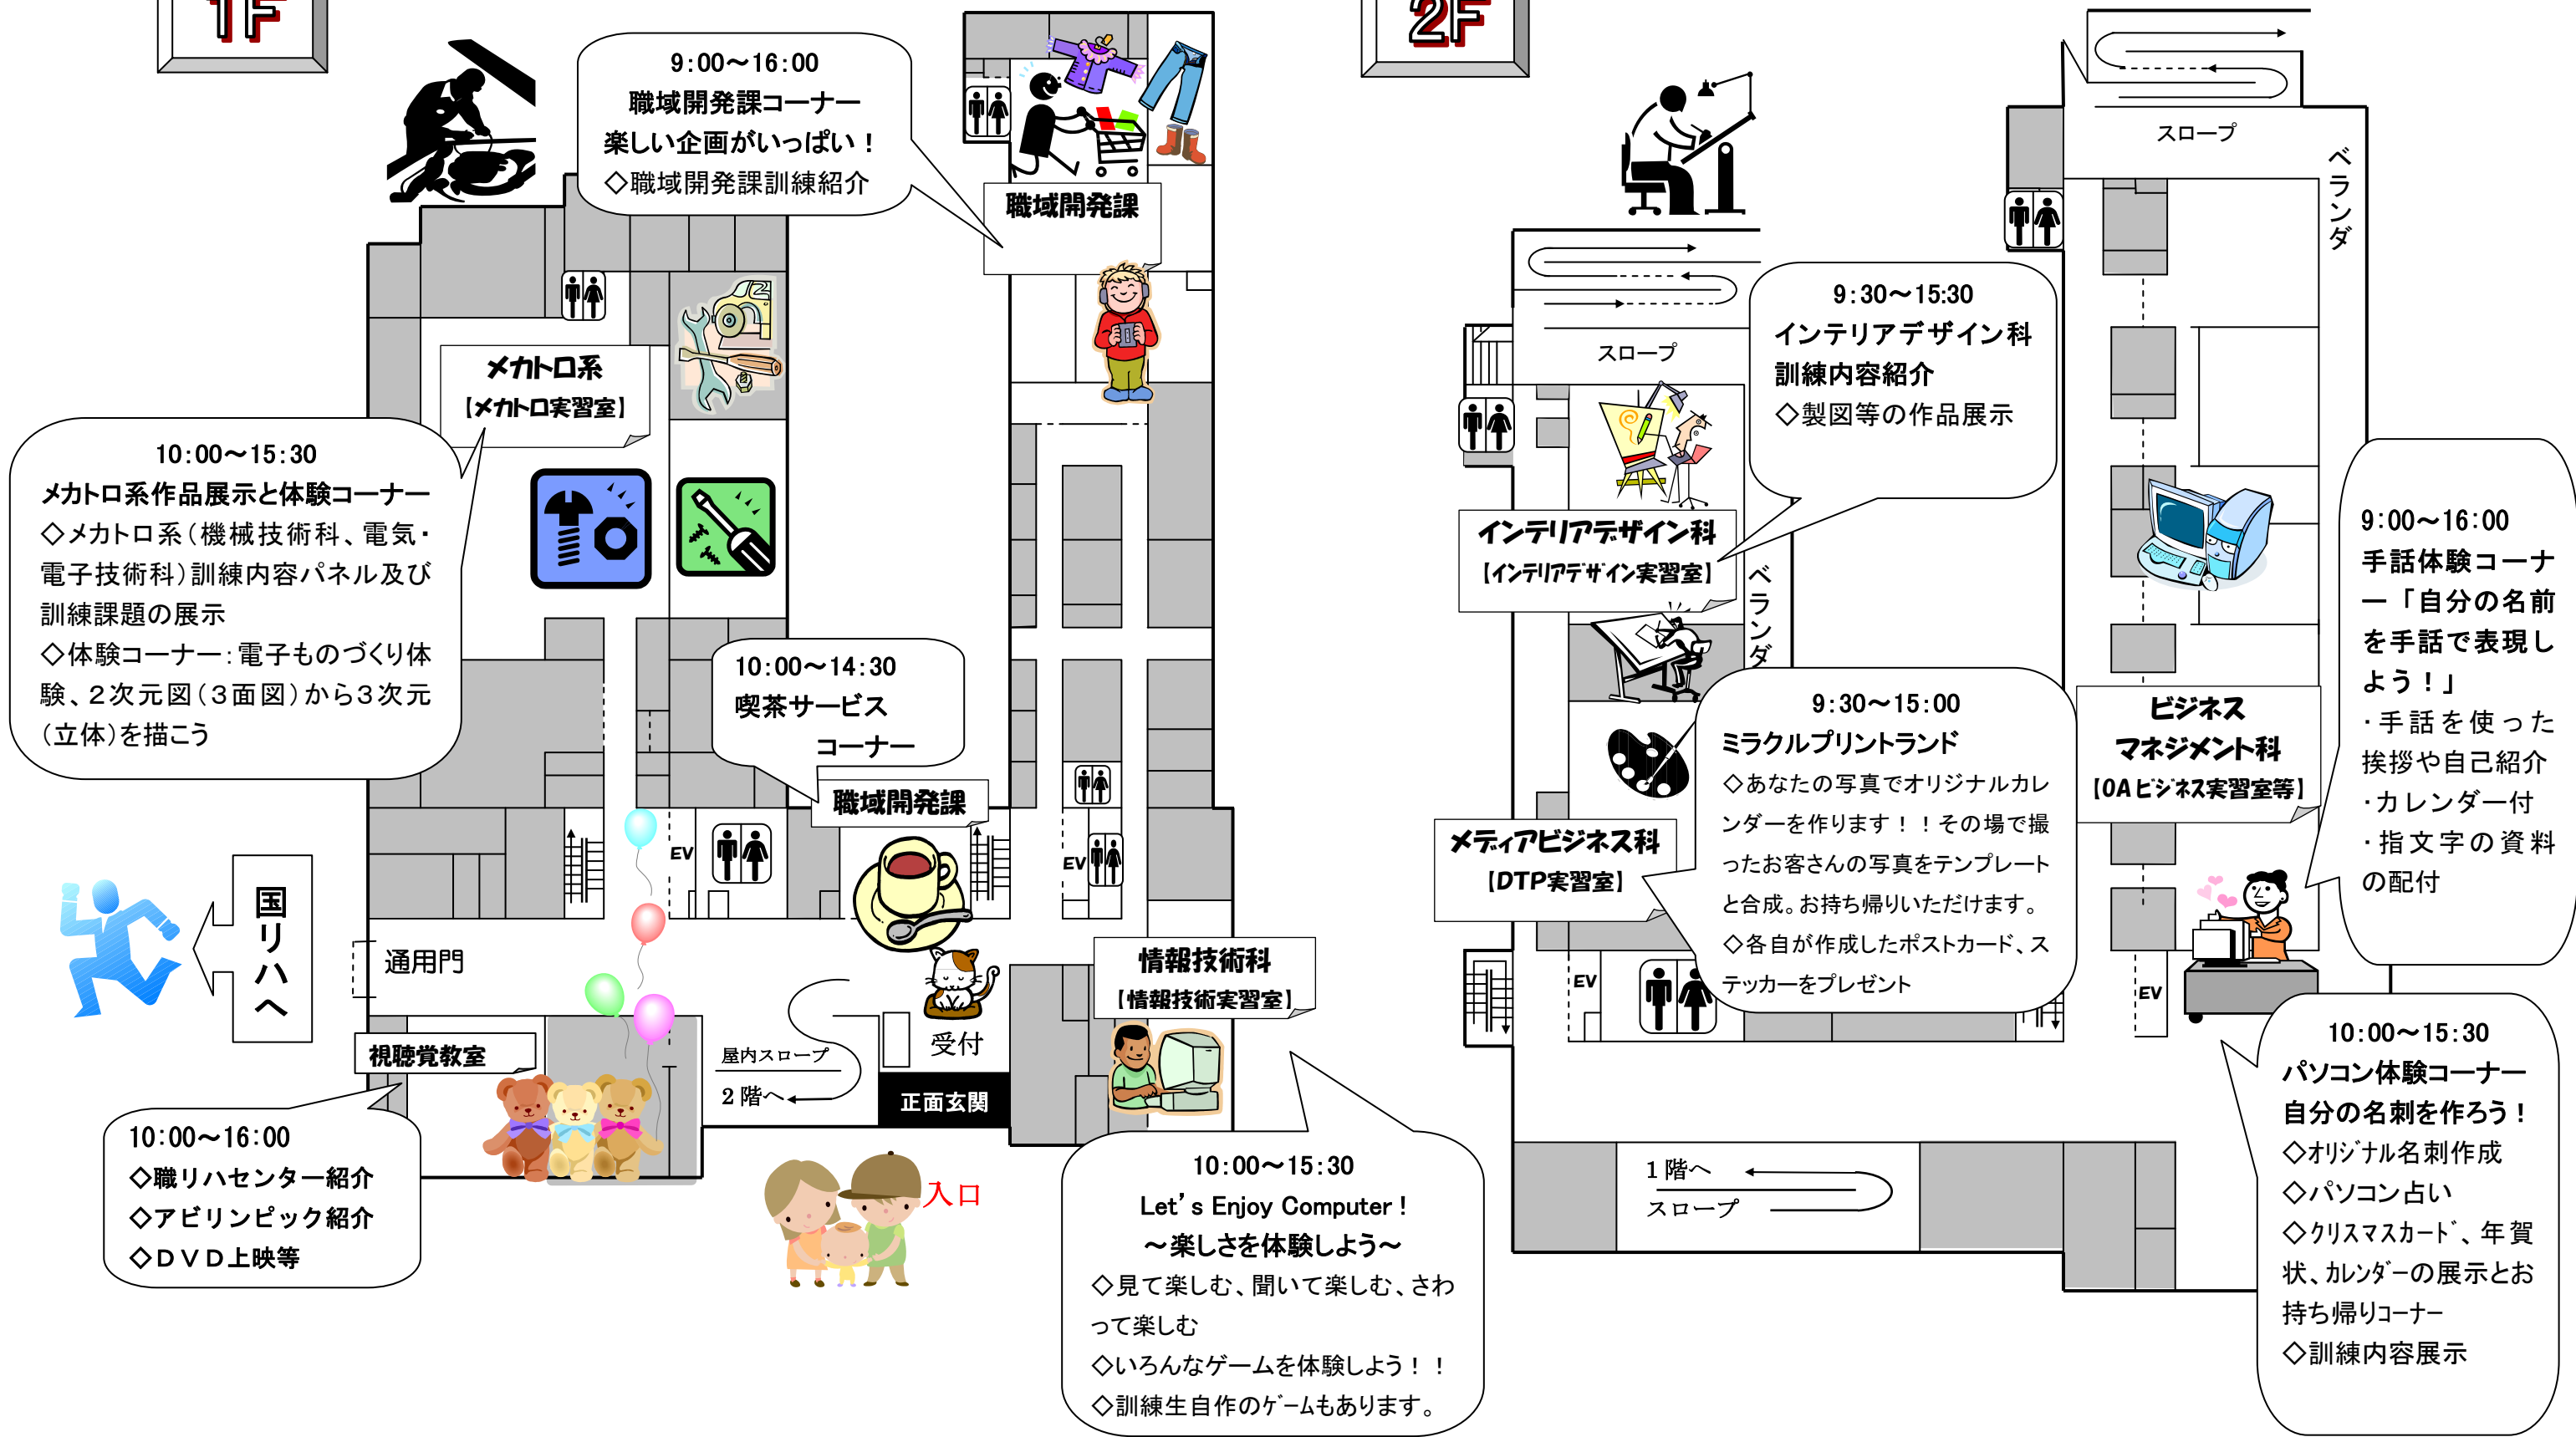 1F
9:00～16:00
職域開発課コーナー
楽しい企画がいっぱい！
◇職域開発課訓練紹介
職域開発課
メカトロ系
【メカトロ実習室】
10:00～15:30
メカトロ系作品展示と体験コーナー
◇メカトロ系（機械技術科、電気・
電子技術科）訓練内容パネル及び
訓練課題の展示
◇体験コーナー：電子ものづくり体
験、２次元図（３面図）から３次元
（立体）を描こう
10:00～14:30
喫茶サービス
コーナー
職域開発課
EV
EV
国リハへ
通用門
視聴覚教室
屋内スロープ
2階へ
受付
正面玄関
入口
情報技術科
【情報技術実習室】
10:00～16:00
◇職リハセンター紹介
◇アビリンピック紹介
◇ＤＶＤ上映等
10:00～15:30
Let’s Enjoy Computer！
～楽しさを体験しよう～
◇見て楽しむ、聞いて楽しむ、さわ
って楽しむ
◇いろんなゲームを体験しよう！！
◇訓練生自作のｹﾞｰﾑもあります。
2F
スロープ
ベランダ
スロープ
9:30～15:30
インテリアデザイン科
訓練内容紹介
◇製図等の作品展示
インテリアデザイン科
【インテリアデザイン実習室】
ベランダ
9:30～15:00
ミラクルプリントランド
◇あなたの写真でオリジナルカレ
ンダーを作ります！！その場で撮
ったお客さんの写真をテンプレート
と合成。お持ち帰りいただけます。
◇各自が作成したポストカード、ス
テッカーをプレゼント
メディアビジネス科
【DTP実習室】
EV
ビジネス
マネジメント科
【OAビジネス実習室等】
EV
9:00～16:00
手話体験コーナ
ー「自分の名前
を手話で表現し
よう！」
・手話を使った
挨拶や自己紹介
・カレンダー付
・指文字の資料
の配付
10:00～15:30
パソコン体験コーナー
自分の名刺を作ろう！
◇ｵﾘｼﾞﾅﾙ名刺作成
◇パソコン占い
◇ｸﾘｽﾏｽｶｰﾄﾞ、年賀
状、ｶﾚﾝﾀﾞｰの展示とお
持ち帰りｺｰﾅｰ
◇訓練内容展示
1階へ
スロープ